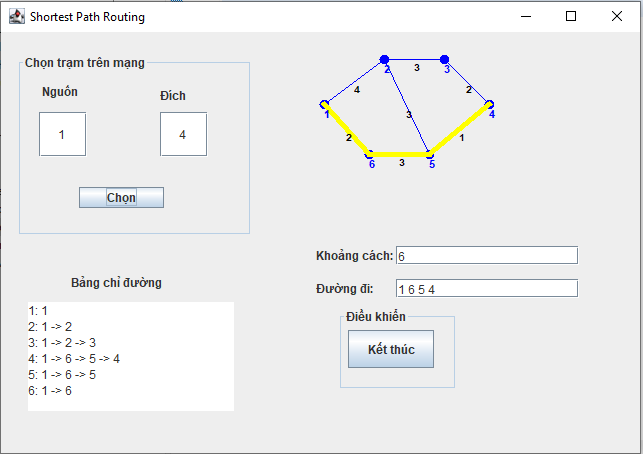 Shortest Path Routing
Chọn trạm trên mạng
Nguồn
Đích
1
4
Chọn
2
3
3
4
2
1
3
4
2
1
6
3
5
Khoảng cách:
6
Bảng chỉ đường
Đường đi:
1 6 5 4
1: 1
2: 1 -> 2
3: 1 -> 2 -> 3
4: 1 -> 6 -> 5 -> 4
5: 1 -> 6 -> 5
6: 1 -> 6
Điều khiển
Kết thúc